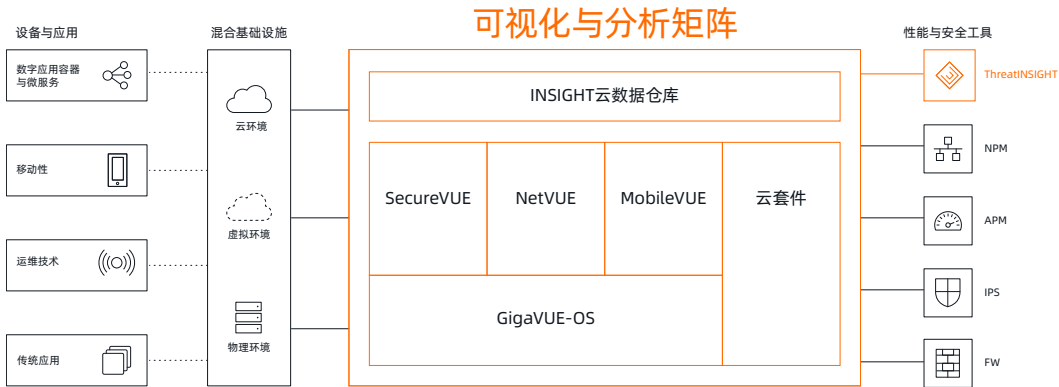 可视化与分析矩阵
设备与应用
混合基础设施
性能与安全工具
数字应用容器
与微服务
移动性
运维技术
传统应用
云环境
虚拟环境
物理环境
INSIGHT云数据仓库
SecureVUE
NetVUE
MobileVUE
云套件
GigaVUE-OS
ThreatINSIGHT
NPM
APM
IPS
FW